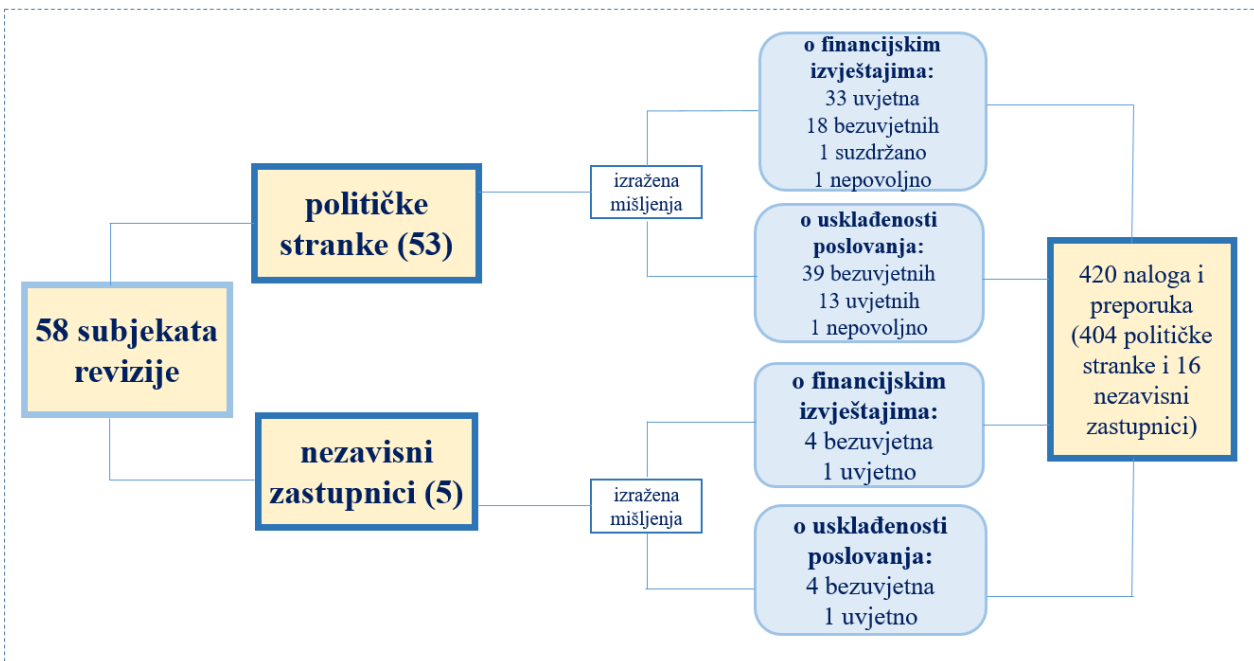 58 subjekata
revizije
političke
stranke (53)
izražena
mišljenja
o financijskim
izvještajima:
33 uvjetna
18 bezuvjetnih
1 suzdržano
1 nepovoljno
o usklađenosti
poslovanja:
39 bezuvjetnih
13 uvjetnih
1 nepovoljno
nezavisni
zastupnici (5)
izražena
mišljenja
o financijskim
izvještajima:
4 bezuvjetna
1 uvjetno
o usklađenosti
poslovanja:
4 bezuvjetna
1 uvjetno
420 naloga i
preporuka
(404 političke
stranke i 16
nezavisni
zastupnici)